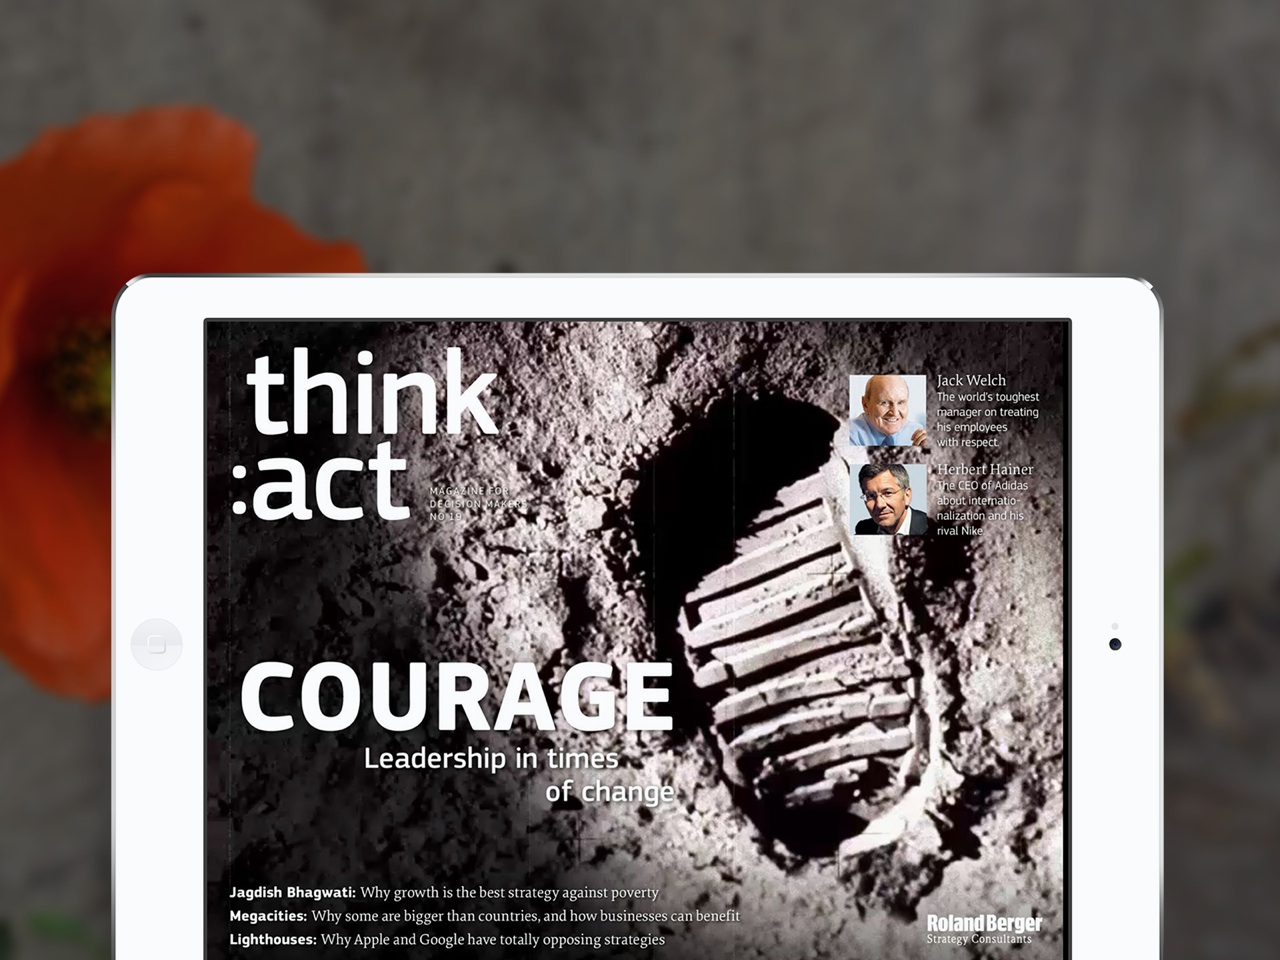 think
:act
MAGAZINE FOR
DECISION MAKERS
NO 19
Jack Welch
The world's toughest
manager on treating
his employees
with respect.
Herbert Hainer
The CEO of Adidas
about internatio-
nalization and his
rival Nike
COURAGE
Leadership in times
of change
Jagdish Bhagwati: Why growth is the best strategy against poverty
Megacities: Why some are bigger than countries, and how businesses can benefit
Lighthouses: Why Apple and Google have totally opposing strategies
Roland Berger
Strategy Consultants